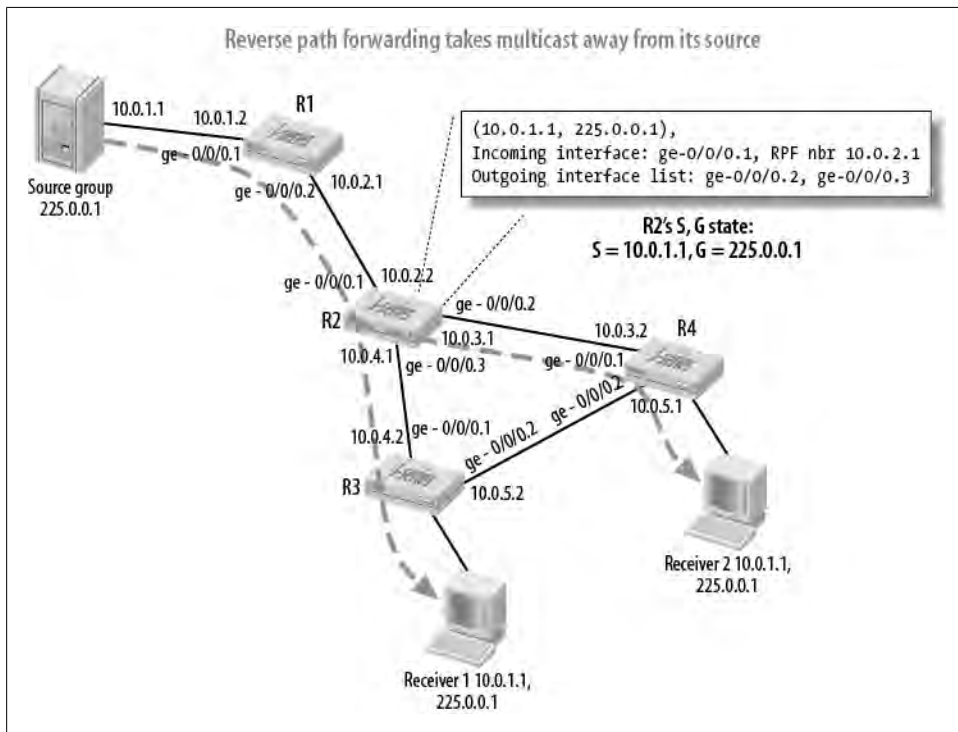 Reverse path forwarding takes multicast away from its source
10.0.1.1
10.0.1.2
R1
ge - 0/0/0.1
Source group
225.0.0.1
ge - 0/0/0.2
10.0.2.1
(10.0.1.1, 225.0.0.1),
Incoming interface: ge-0/0/0.1, RPF nbr 10.0.2.1
Outgoing interface list: ge-0/0/0.2, ge-0/0/0.3
R2's S, G state:
S = 10.0.1.1, G = 225.0.0.1
10.0.2.2
ge - 0/0/0.1
R2
ge - 0/0/0.2
10.0.3.2
R4
10.0.3.1
10.0.4.1
ge - 0/0/0.3
ge - 0/0/0.1
ge - 0/0/0.2
10.0.5.1
ge - 0/0/0.1
10.0.4.2
ge - 0/0/0.2
R3
10.0.5.2
Receiver 2 10.0.1.1,
225.0.0.1
Receiver 1 10.0.1.1,
225.0.0.1